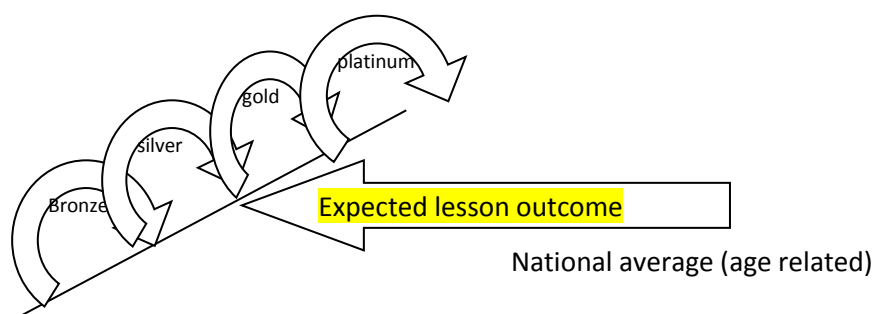 platinum
gold
silver
Bronze
Expected lesson outcome
National average (age related)